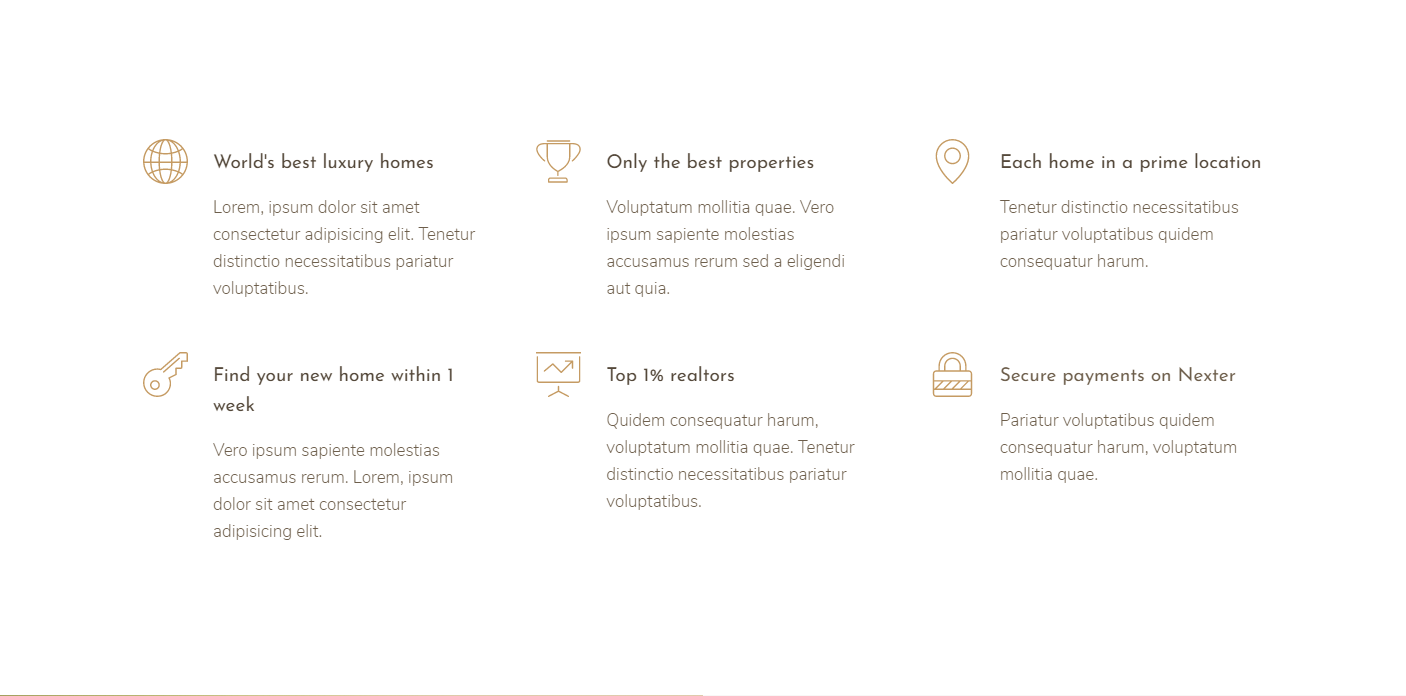 World's best luxury homes
Lorem, ipsum dolor sit amet
consectetur adipisicing elit. Tenetur
distinctio necessitatibus pariatur
voluptatibus.
Only the best properties
Voluptatum mollitia quae. Vero
ipsum sapiente molestias
accusamus rerum sed a eligendi
aut quia.
Each home in a prime location
Tenetur distinctio necessitatibus
pariatur voluptatibus quidem
consequatur harum.
Find your new home within 1
week
Vero ipsum sapiente molestias
accusamus rerum. Lorem, ipsum
dolor sit amet consectetur
adipisicing elit.
Top 1% realtors
Quidem consequatur harum,
voluptatum mollitia quae. Tenetur
distinctio necessitatibus pariatur
voluptatibus.
Secure payments on Nexter
Pariatur voluptatibus quidem
consequatur harum, voluptatum
mollitia quae.